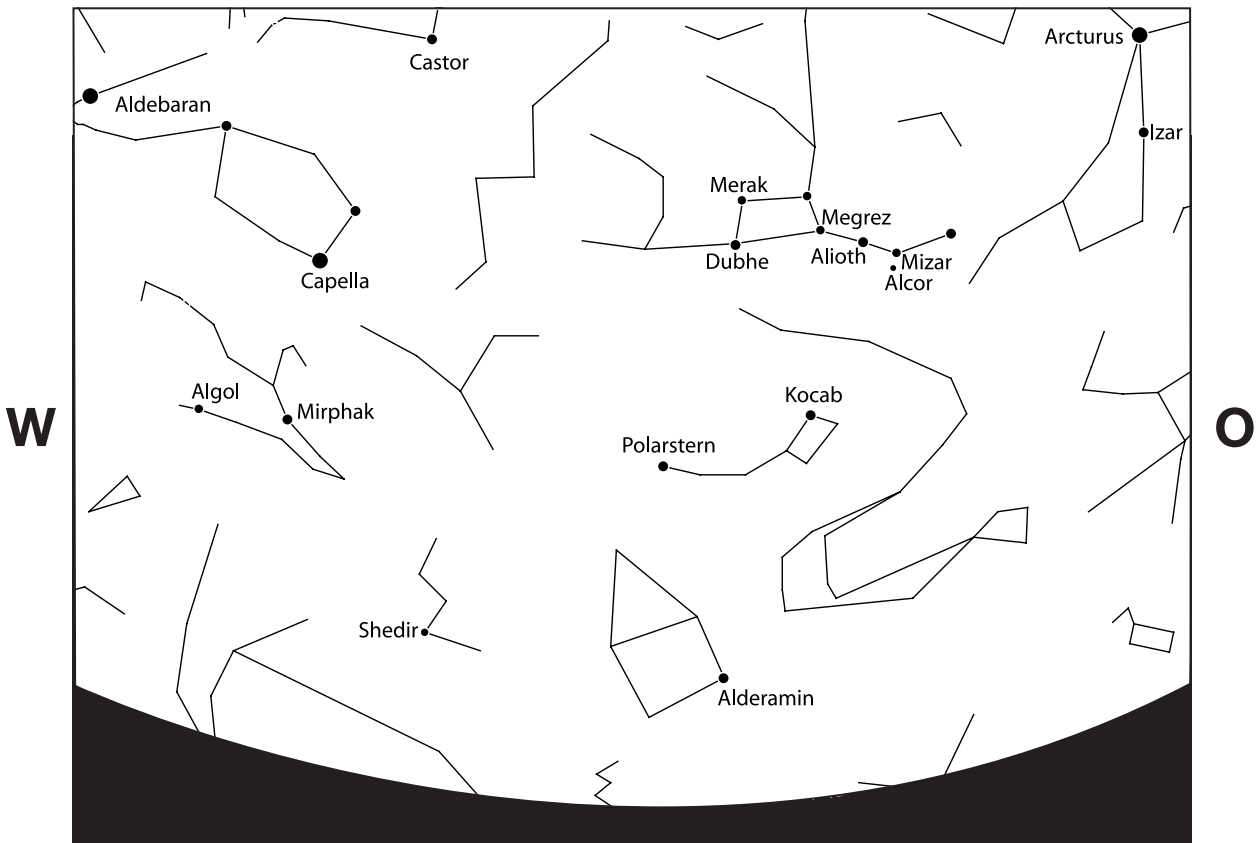 Arcturus
Castor
Aldebaran
Izar
Merak
Megrez
Dubhe
Alioth
Mizar
Alcor
Capella
Algol
Mirphak
Kocab
W
O
Polarstern
Shedir
Alderamin